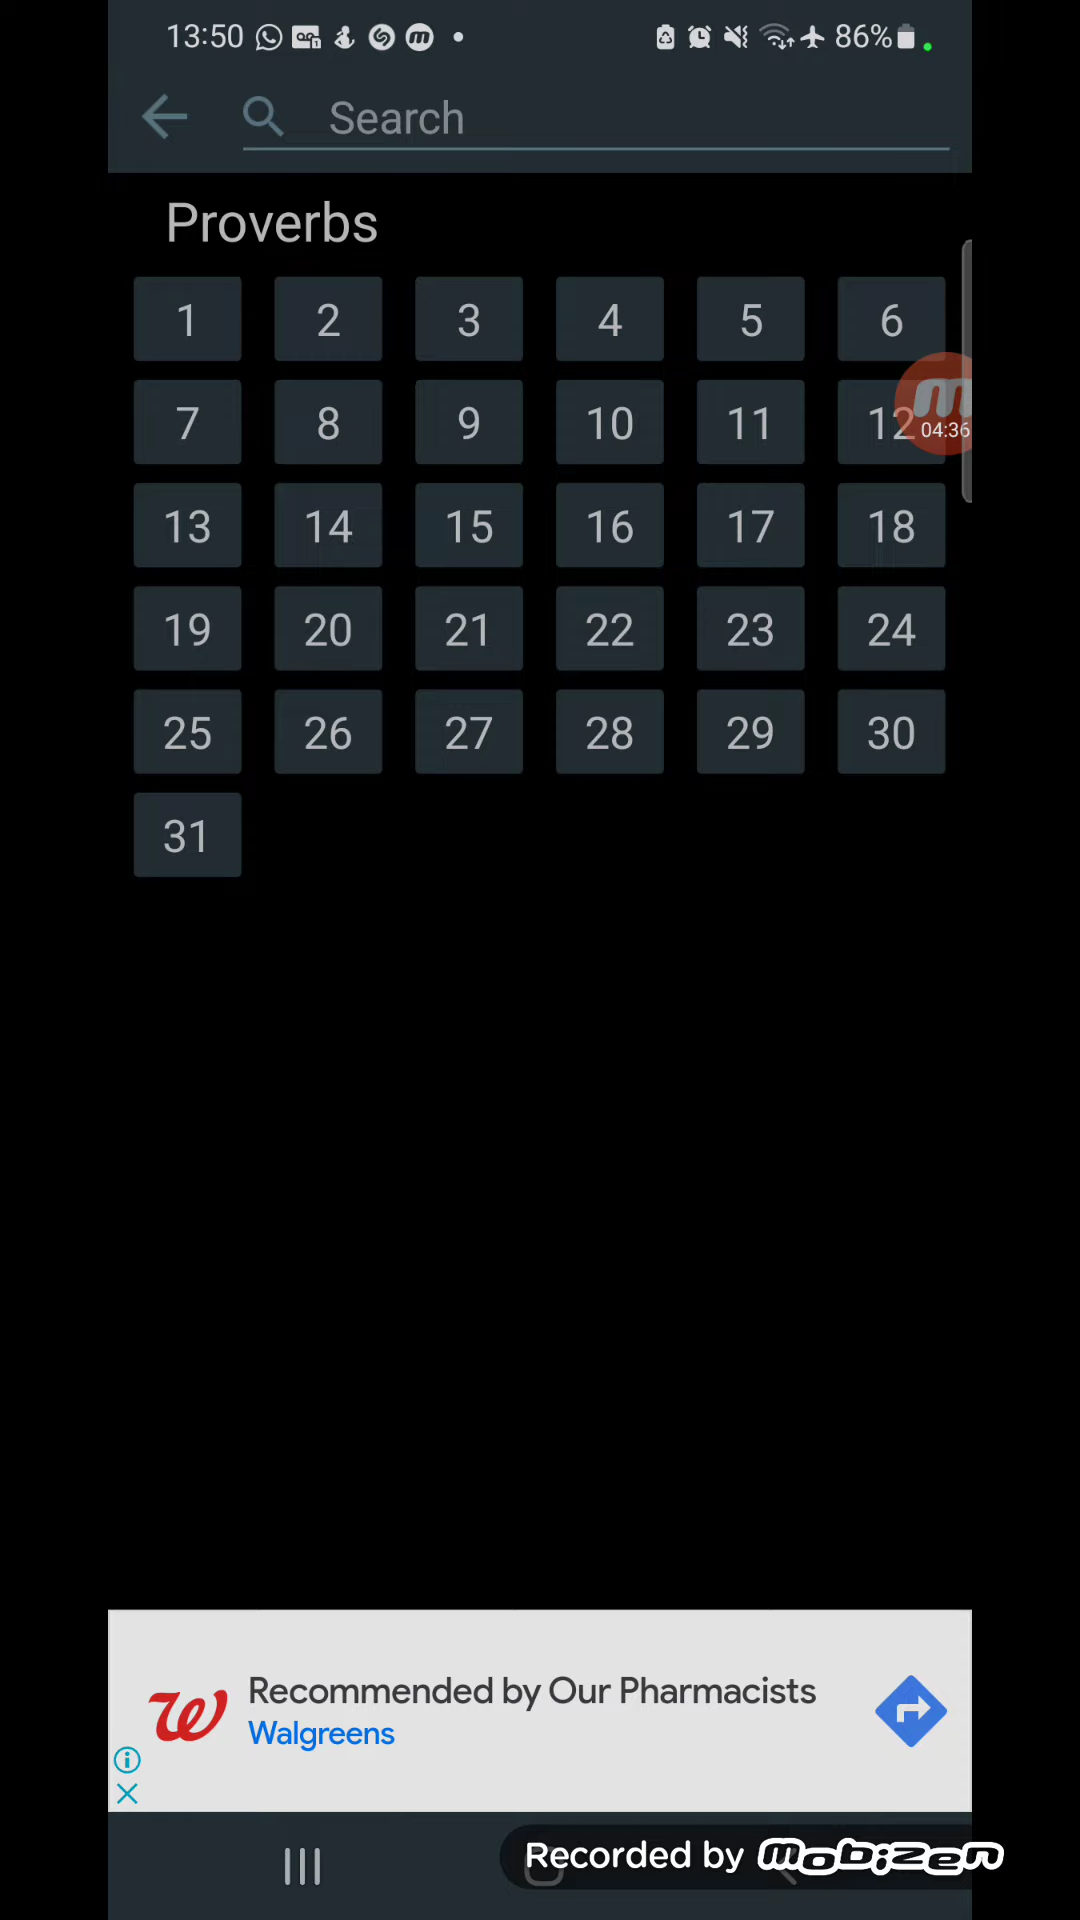 13:50 86%
Search
Proverbs
1 2 3 4 5 6
7 8 9 10 11 12
04:36
13 14 15 16 17 18
19 20 21 22 23 24
25 26 27 28 29 30
31
Recommended by Our Pharmacists
Walgreens
Recorded by mobizen